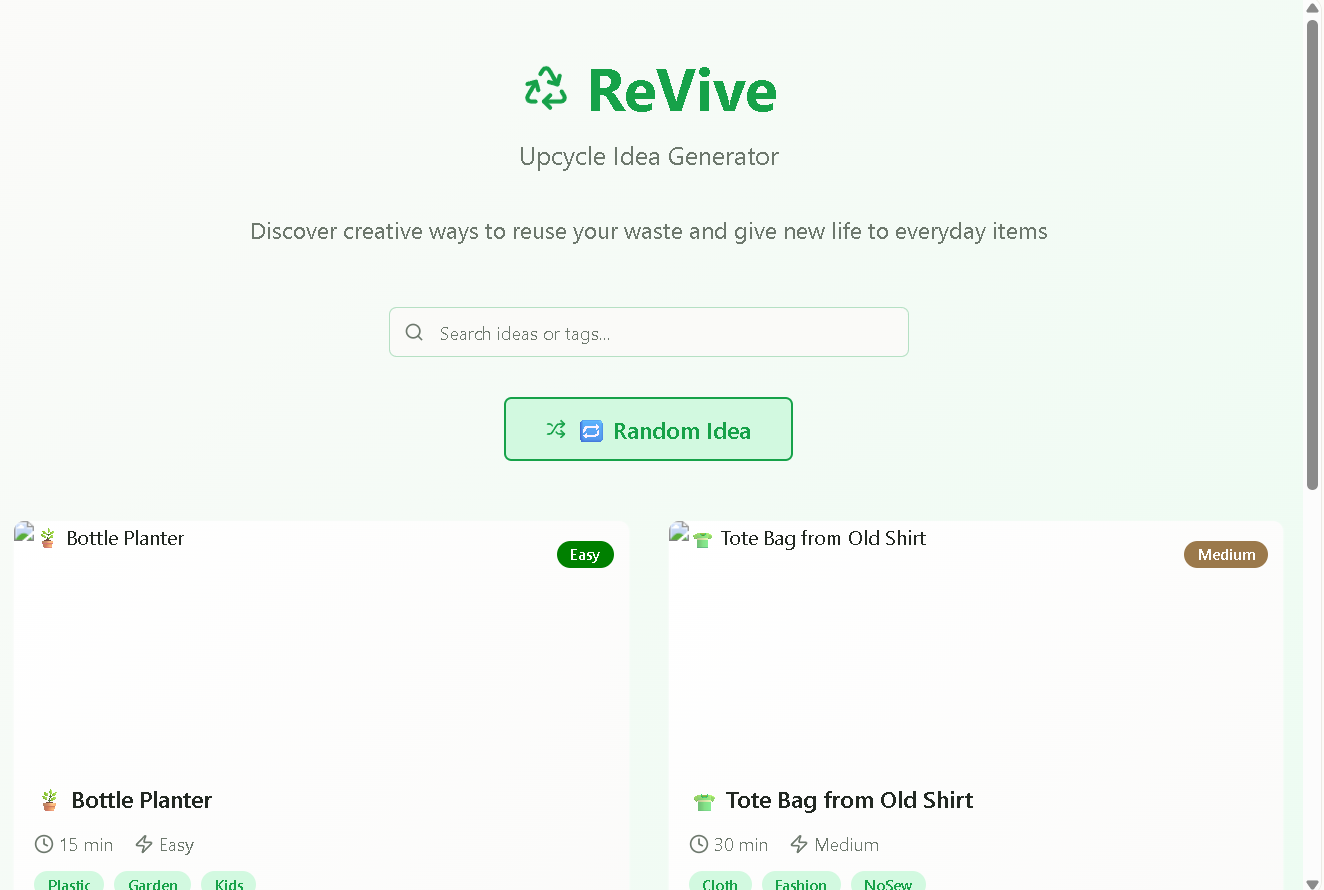 ReVive
Upcycle Idea Generator
Discover creative ways to reuse your waste and give new life to everyday items
Search ideas or tags...
🔁 Random Idea
🪴 Bottle Planter
Easy
👕 Tote Bag from Old Shirt
Medium
🪴 Bottle Planter
15 min Easy
Plastic Garden Kids
👕 Tote Bag from Old Shirt
30 min Medium
Cloth Fashion NoSew